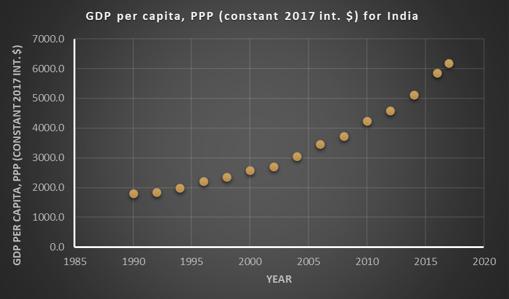 GDP per capita, PPP (constant 2017 int. $) for India
GDP PER CAPITA, PPP (CONSTANT 2017 INT. $)
7000.0
6000.0
5000.0
4000.0
3000.0
2000.0
1000.0
0.0
1985 1990 1995 2000 2005 2010 2015 2020
YEAR